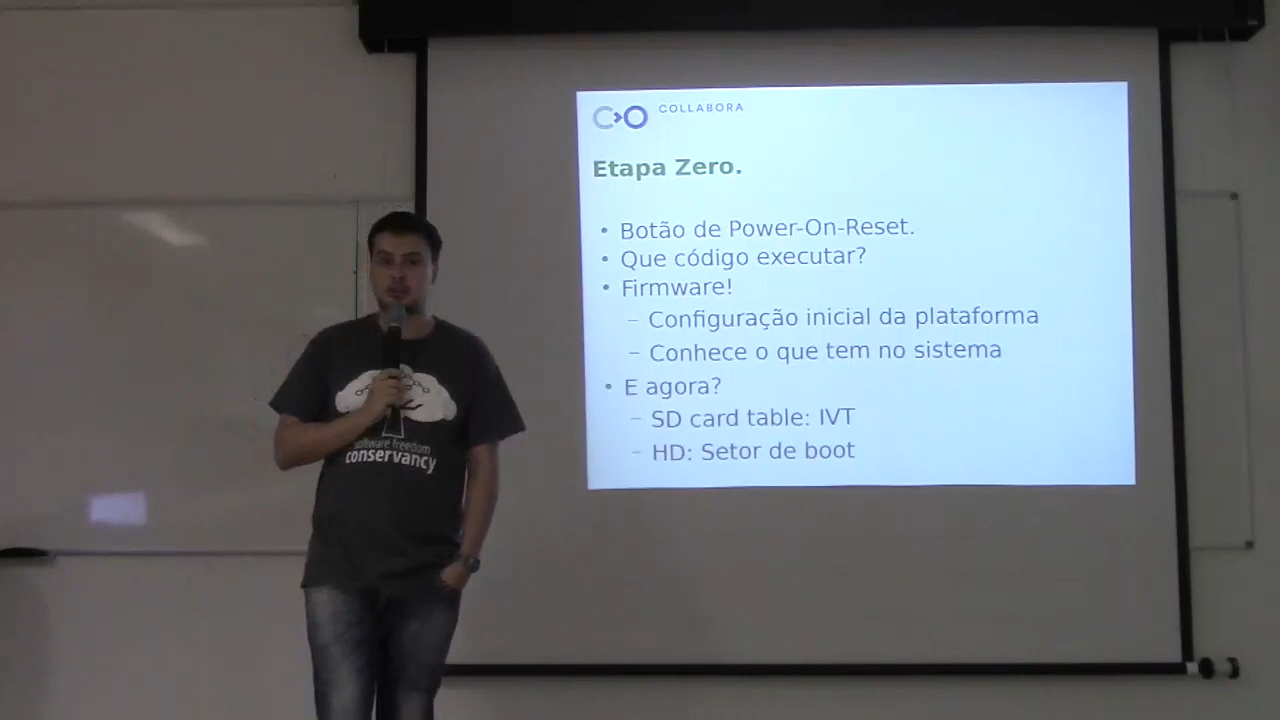 COLLABORA
Etapa Zero.
• Botão de Power-On-Reset.
• Que código executar?
• Firmware!
– Configuração inicial da plataforma
– Conhece o que tem no sistema
• E agora?
– SD card table: IVT
– HD: Setor de boot
software freedom
conservancy